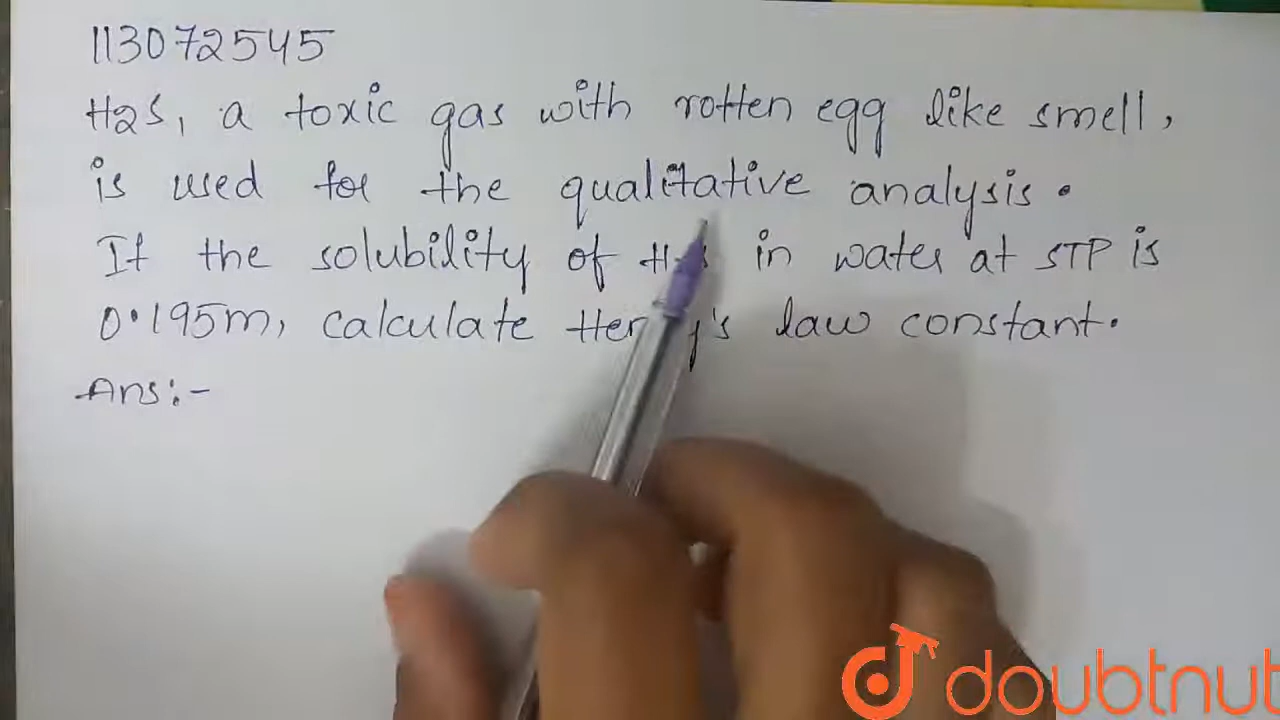 113072545
H2S, a toxic gas with rotten egg like smell,
is used for the qualitative analysis.
If the solubility of in water at STP is
0.195m, calculate law constant.
Ans:-
doubtnut